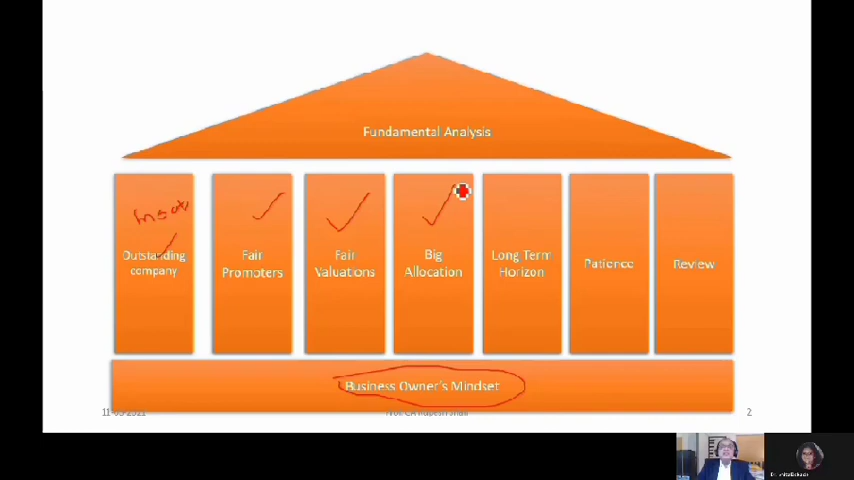 Fundamental Analysis
Outstanding
company
Fair
Promoters
Fair
Valuations
Big
Allocation
Long Term
Horizon
Patience
Review
Business Owner's Mindset
2